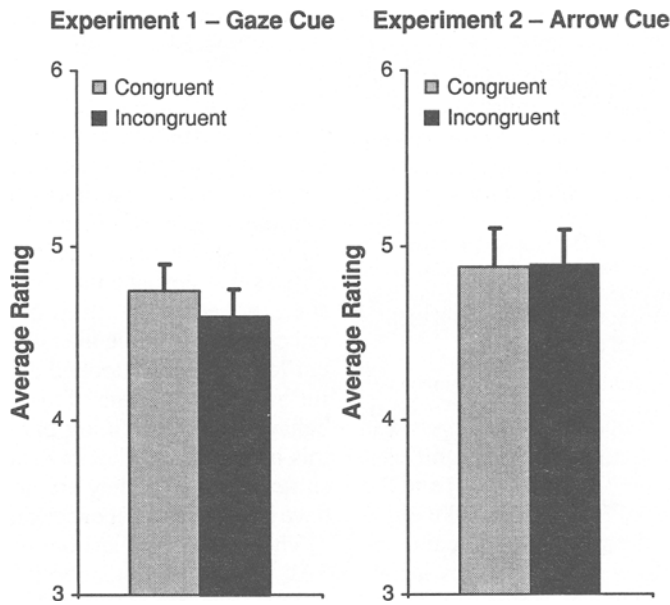 Experiment 1 – Gaze Cue
6
Congruent
Incongruent
5
Average Rating
4
3
Experiment 2 – Arrow Cue
6
Congruent
Incongruent
5
Average Rating
4
3